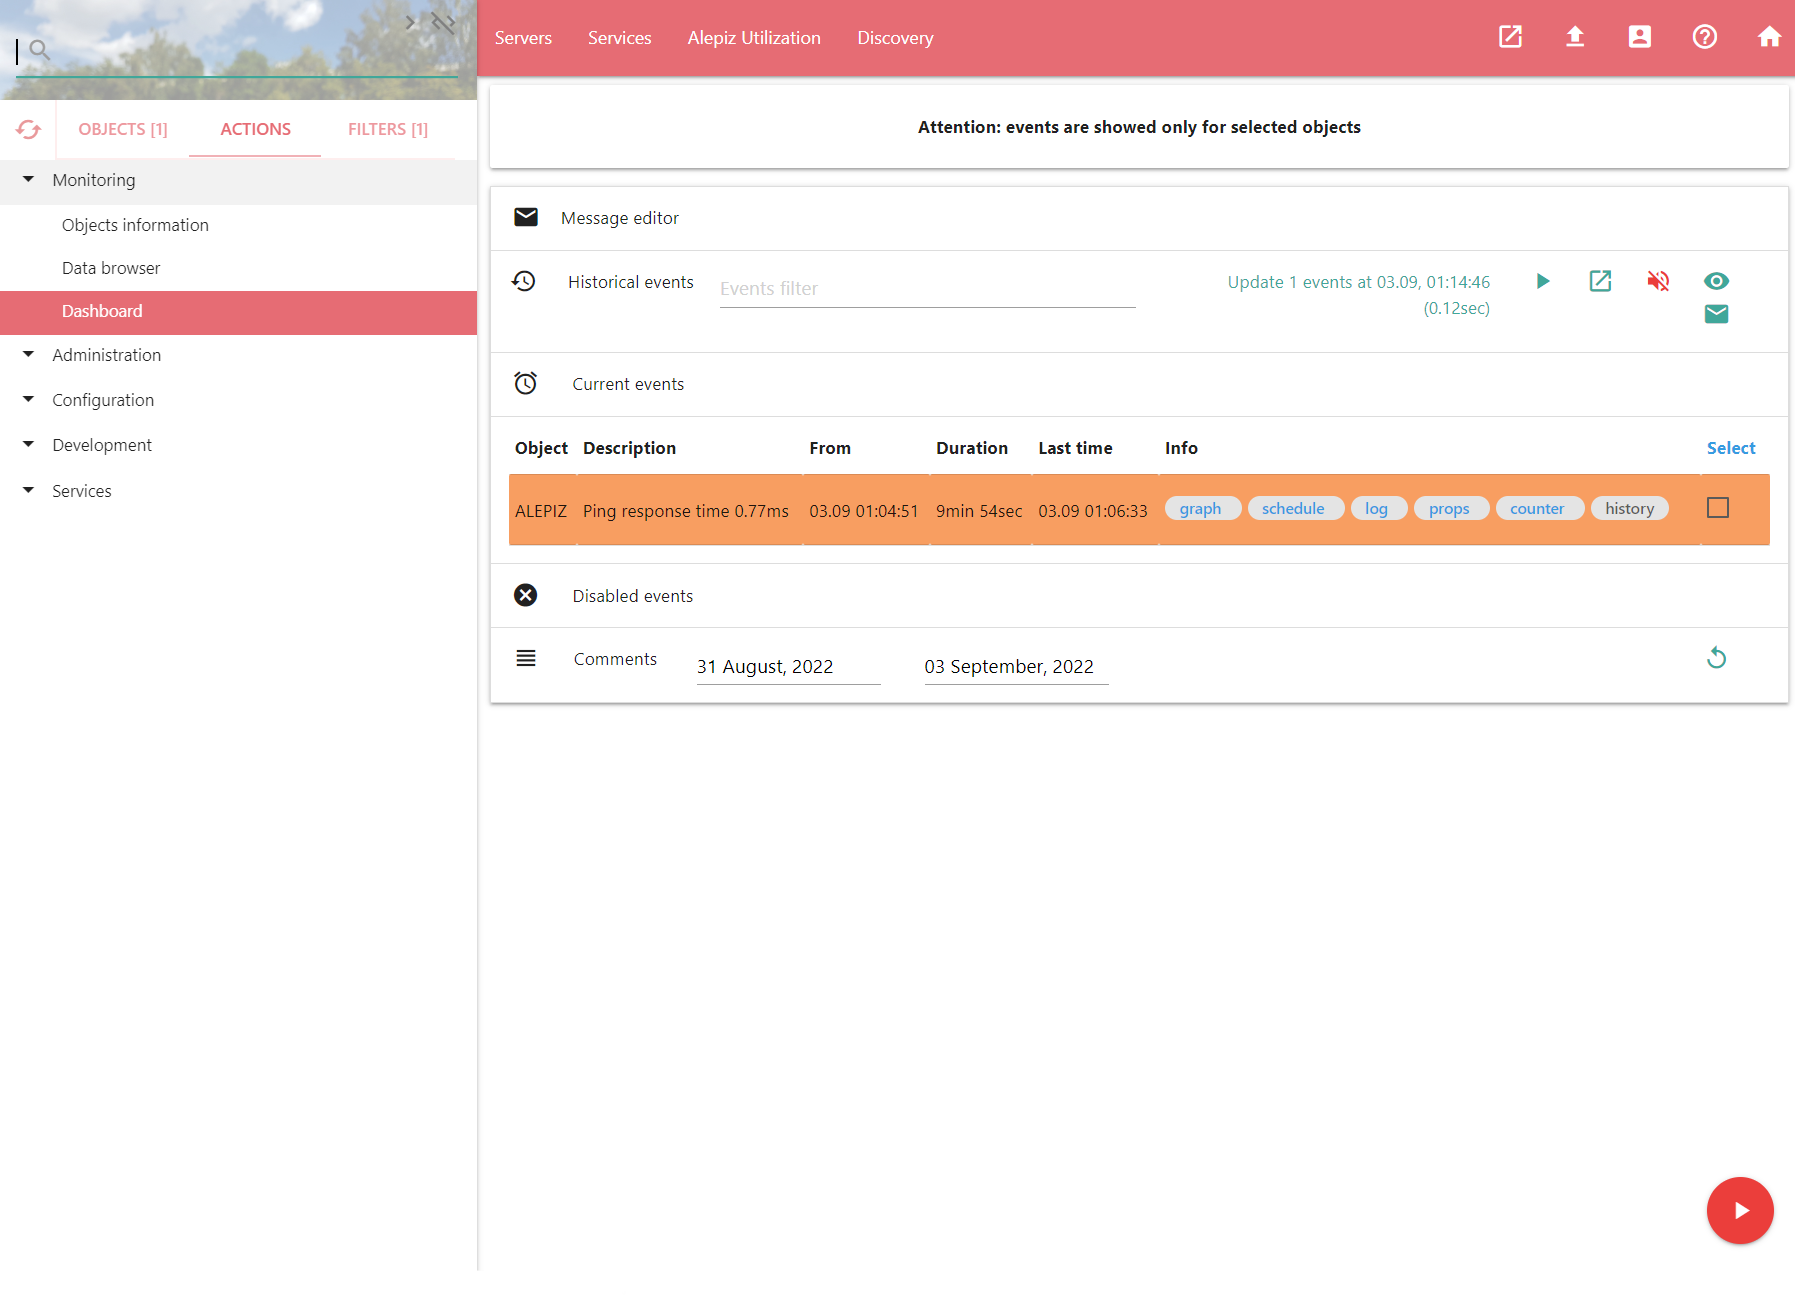 Servers Services Alepiz Utilization Discovery
OBJECTS [1] ACTIONS FILTERS [1]
Monitoring
Objects information
Data browser
Dashboard
Administration
Configuration
Development
Services
Attention: events are showed only for selected objects
Message editor
Historical events Events filter Update 1 events at 03.09, 01:14:46
(0.12sec)
Current events
Object Description From Duration Last time Info Select
ALEPIZ Ping response time 0.77ms 03.09 01:04:51 9min 54sec 03.09 01:06:33 graph schedule log props counter history
Disabled events
Comments 31 August, 2022 03 September, 2022